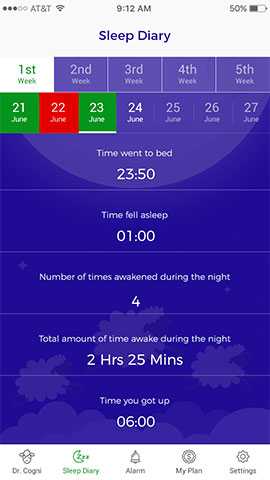 AT&T 9:12 AM 50%
Sleep Diary
1st 2nd 3rd 4th 5th
Week Week Week Week Week
21 22 23 24 25 26 27
June June June June June June June
Time went to bed
23:50
Time fell asleep
01:00
Number of times awakened during the night
4
Total amount of time awake during the night
2 Hrs 25 Mins
Time you got up
06:00
Zzz
Dr. Cogni Sleep Diary Alarm My Plan Settings